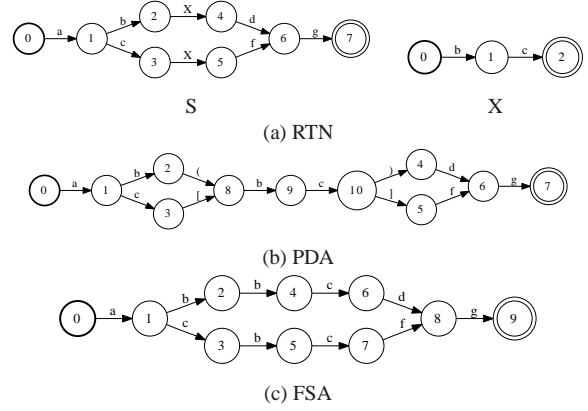 b 2 X 4 d
0 a 1 6 g 7
c 3 X 5 f
0 b 1 c 2
S X
(a) RTN
b 2 ( ) 4 d
0 a 1 8 b 9 c 10 6 g 7
c 3 [ ] 5 f
(b) PDA
b 2 b 4 c 6 d
0 a 1 8 g 9
c 3 b 5 c 7 f
(c) FSA